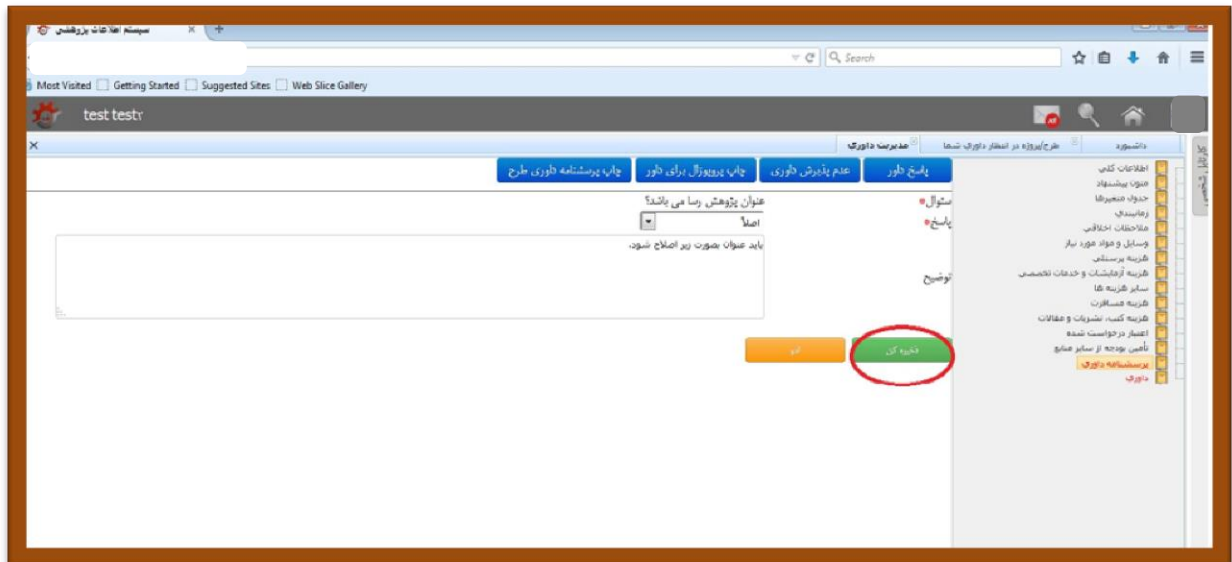 سیستم اطلاعات پژوهشی
Search
Most Visited Getting Started Suggested Sites Web Slice Gallery
test testr
داشبورد
طرح/پروژه در انتظار داوری شما
مدیریت داوری
پاسخ داور
عدم پذیرش داوری
چاپ پروپوزال برای داور
چاپ پرسشنامه داوری طرح
سئوال*
عنوان پژوهش رسا می باشد؟
پاسخ*
اصلاً
توضیح
باید عنوان بصورت زیر اصلاح شود.
ذخیره کن
لغو
اطلاعات کلی
متون پیشنهاد
جدول متغیرها
زمانبندی
ملاحظات اخلاقی
وسایل و مواد مورد نیاز
هزینه پرسنلی
هزینه آزمایشات و خدمات تخصصی
سایر هزینه ها
هزینه مسافرت
هزینه کتب، نشریات و مقالات
اعتبار درخواست شده
تأمین بودجه از سایر منابع
پرسشنامه داوری
داوری